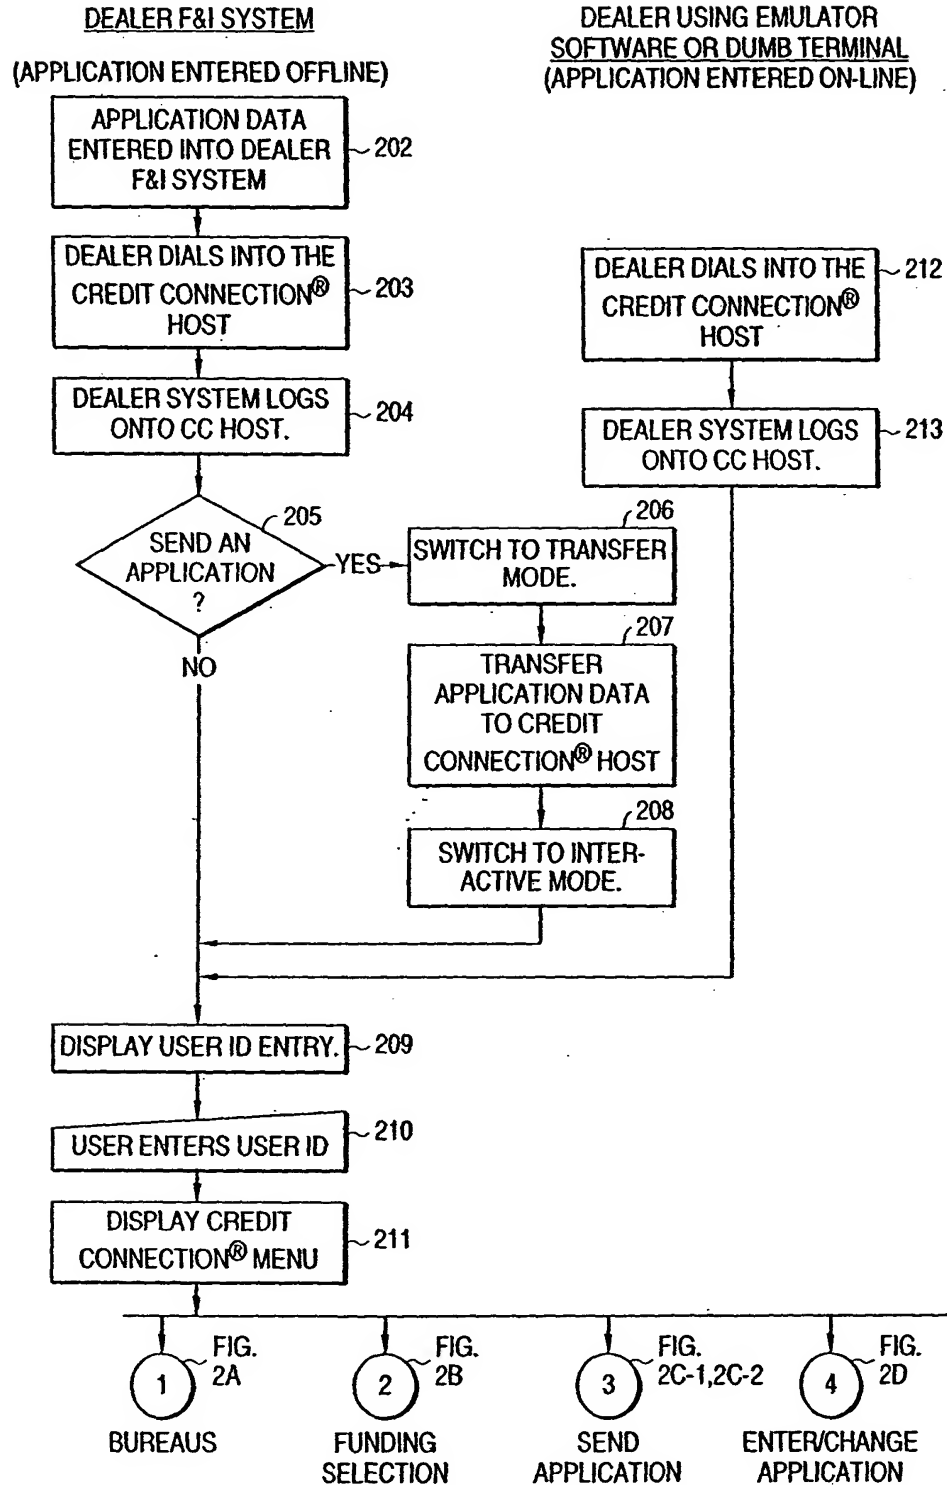 DEALER F&I SYSTEM
(APPLICATION ENTERED OFFLINE)
DEALER USING EMULATOR
SOFTWARE OR DUMB TERMINAL
(APPLICATION ENTERED ON-LINE)
APPLICATION DATA
ENTERED INTO DEALER
F&I SYSTEM
202
DEALER DIALS INTO THE
CREDIT CONNECTION®
HOST
203
DEALER DIALS INTO THE
CREDIT CONNECTION®
HOST
212
DEALER SYSTEM LOGS
ONTO CC HOST.
204
DEALER SYSTEM LOGS
ONTO CC HOST.
213
SEND AN
APPLICATION
?
205
YES
NO
206
SWITCH TO TRANSFER
MODE.
207
TRANSFER
APPLICATION DATA
TO CREDIT
CONNECTION® HOST
208
SWITCH TO INTER-
ACTIVE MODE.
DISPLAY USER ID ENTRY.
209
USER ENTERS USER ID
210
DISPLAY CREDIT
CONNECTION® MENU
211
1
FIG.
2A
BUREAUS
2
FIG.
2B
FUNDING
SELECTION
3
FIG.
2C-1,2C-2
SEND
APPLICATION
4
FIG.
2D
ENTER/CHANGE
APPLICATION